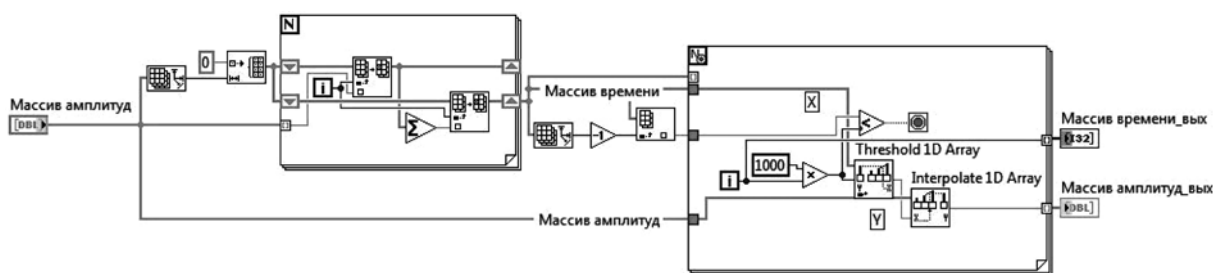 Массив амплитуд
[DBL]
0
N
i
Σ
Массив времени
-1
N
X
<
1000
i
x
Threshold 1D Array
Interpolate 1D Array
Y
Массив амплитуд
Массив времени_вых
[I32]
Массив амплитуд_вых
[DBL]